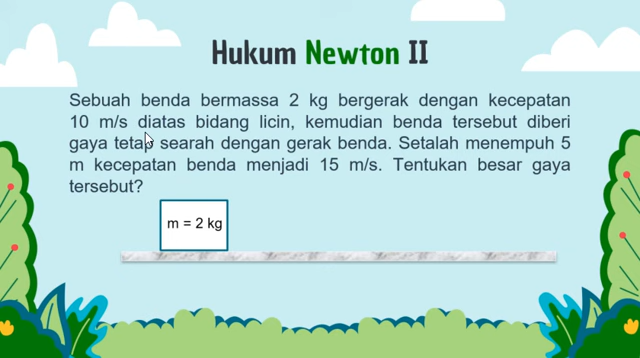 Hukum Newton II
Sebuah benda bermassa 2 kg bergerak dengan kecepatan
10 m/s diatas bidang licin, kemudian benda tersebut diberi
gaya tetap searah dengan gerak benda. Setalah menempuh 5
m kecepatan benda menjadi 15 m/s. Tentukan besar gaya
tersebut?
m = 2 kg